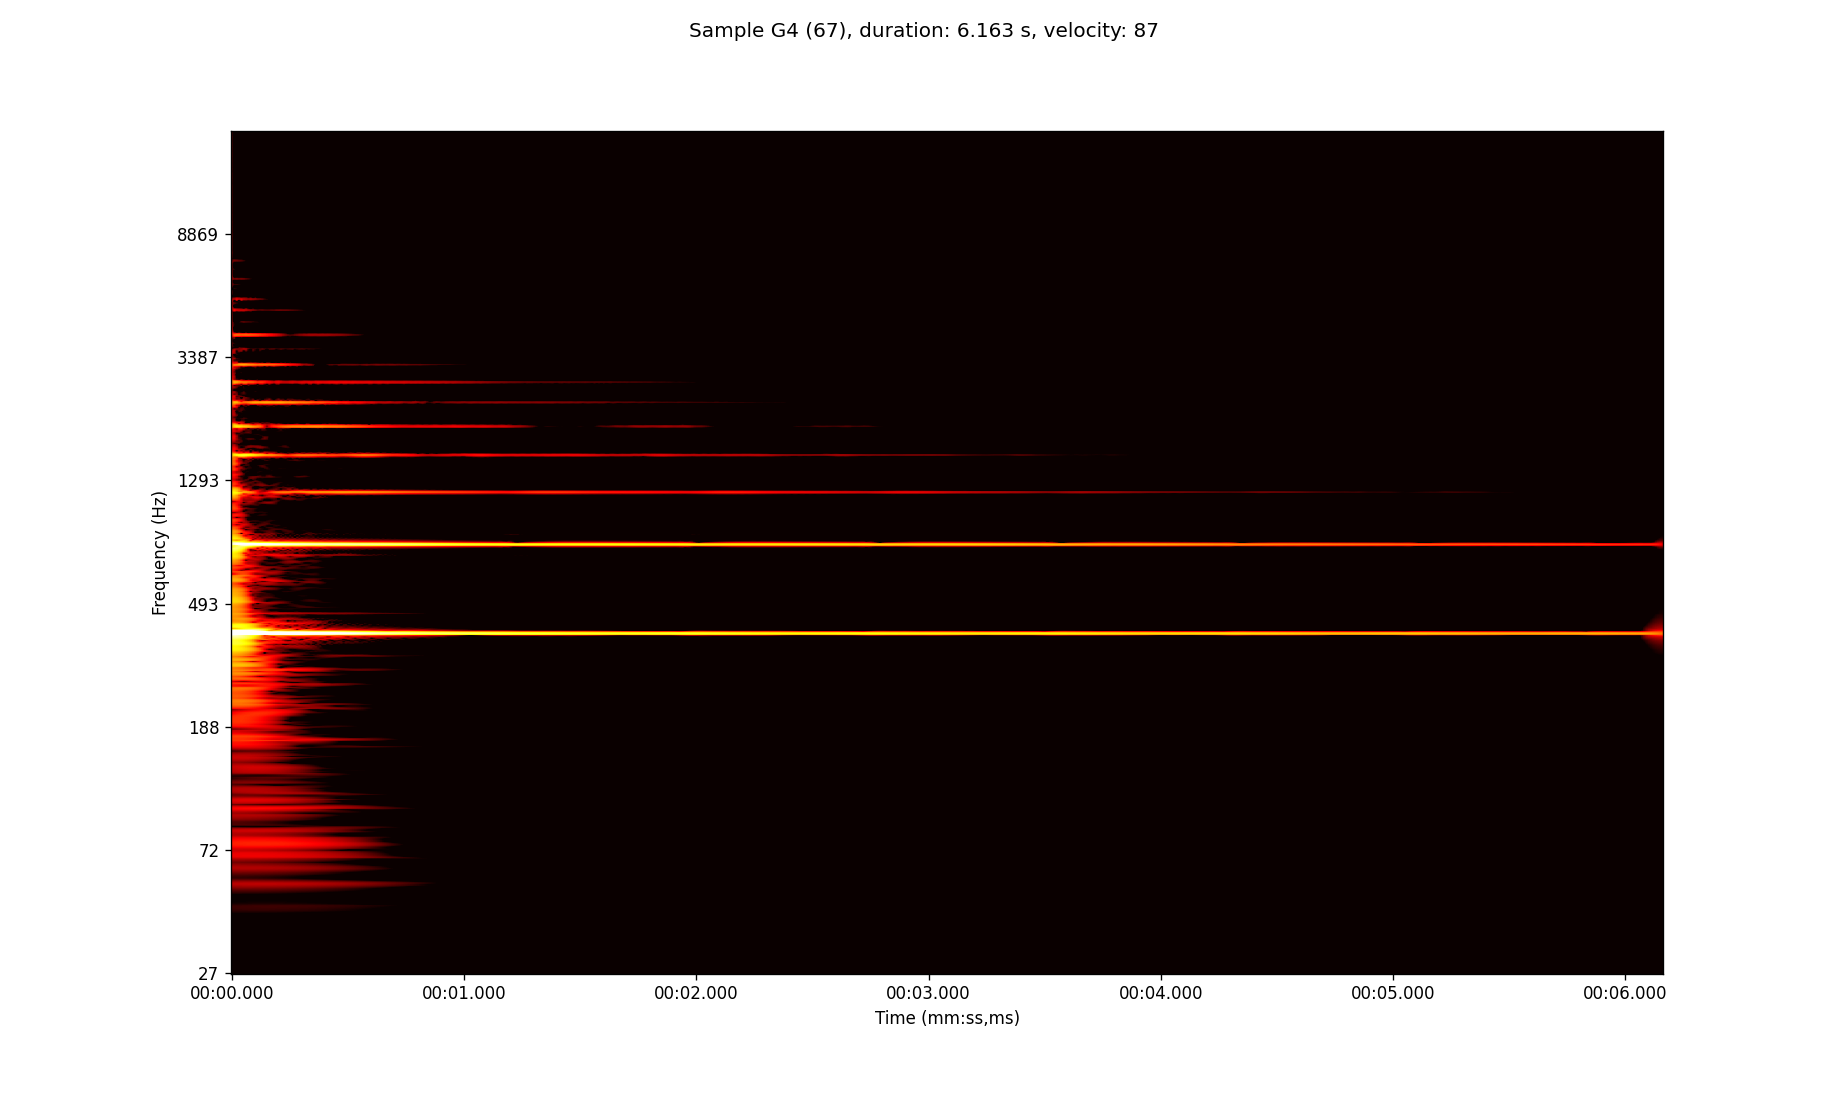 Sample G4 (67), duration: 6.163 s, velocity: 87
8869
3387
1293
493
188
72
27
Frequency (Hz)
00:00.000 00:01.000 00:02.000 00:03.000 00:04.000 00:05.000 00:06.000
Time (mm:ss,ms)